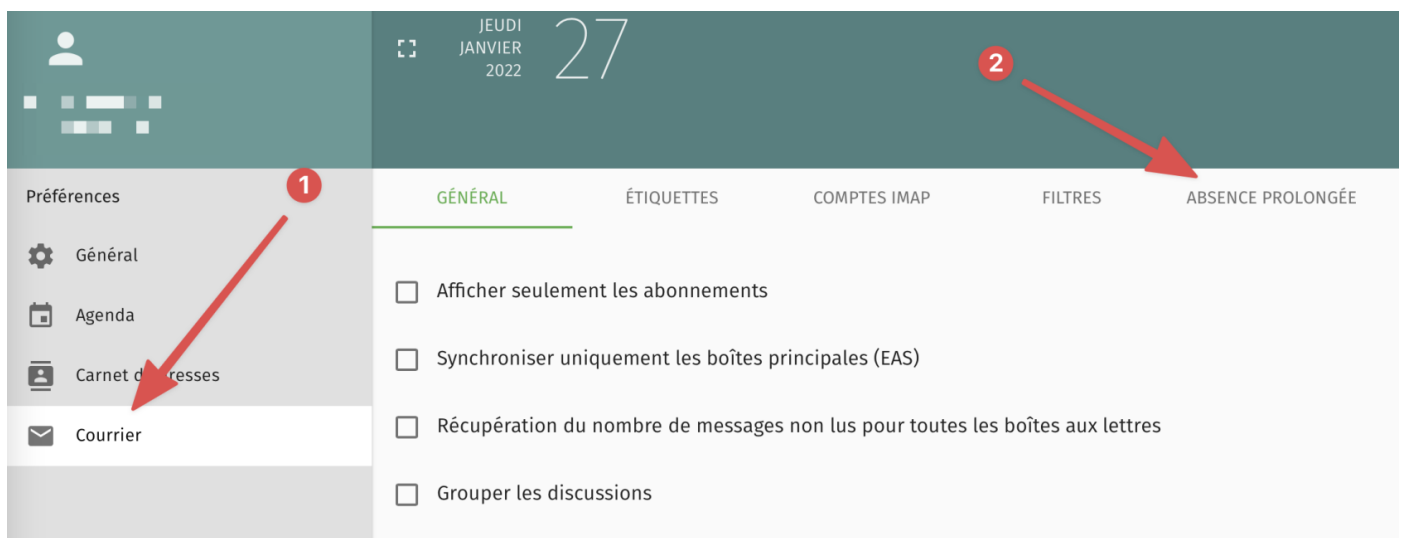 JEUDI
JANVIER
2022
27
2
1
Préférences
Général
Agenda
Carnet d'adresses
Courrier
GÉNÉRAL
ÉTIQUETTES
COMPTES IMAP
FILTRES
ABSENCE PROLONGÉE
Afficher seulement les abonnements
Synchroniser uniquement les boîtes principales (EAS)
Récupération du nombre de messages non lus pour toutes les boîtes aux lettres
Grouper les discussions